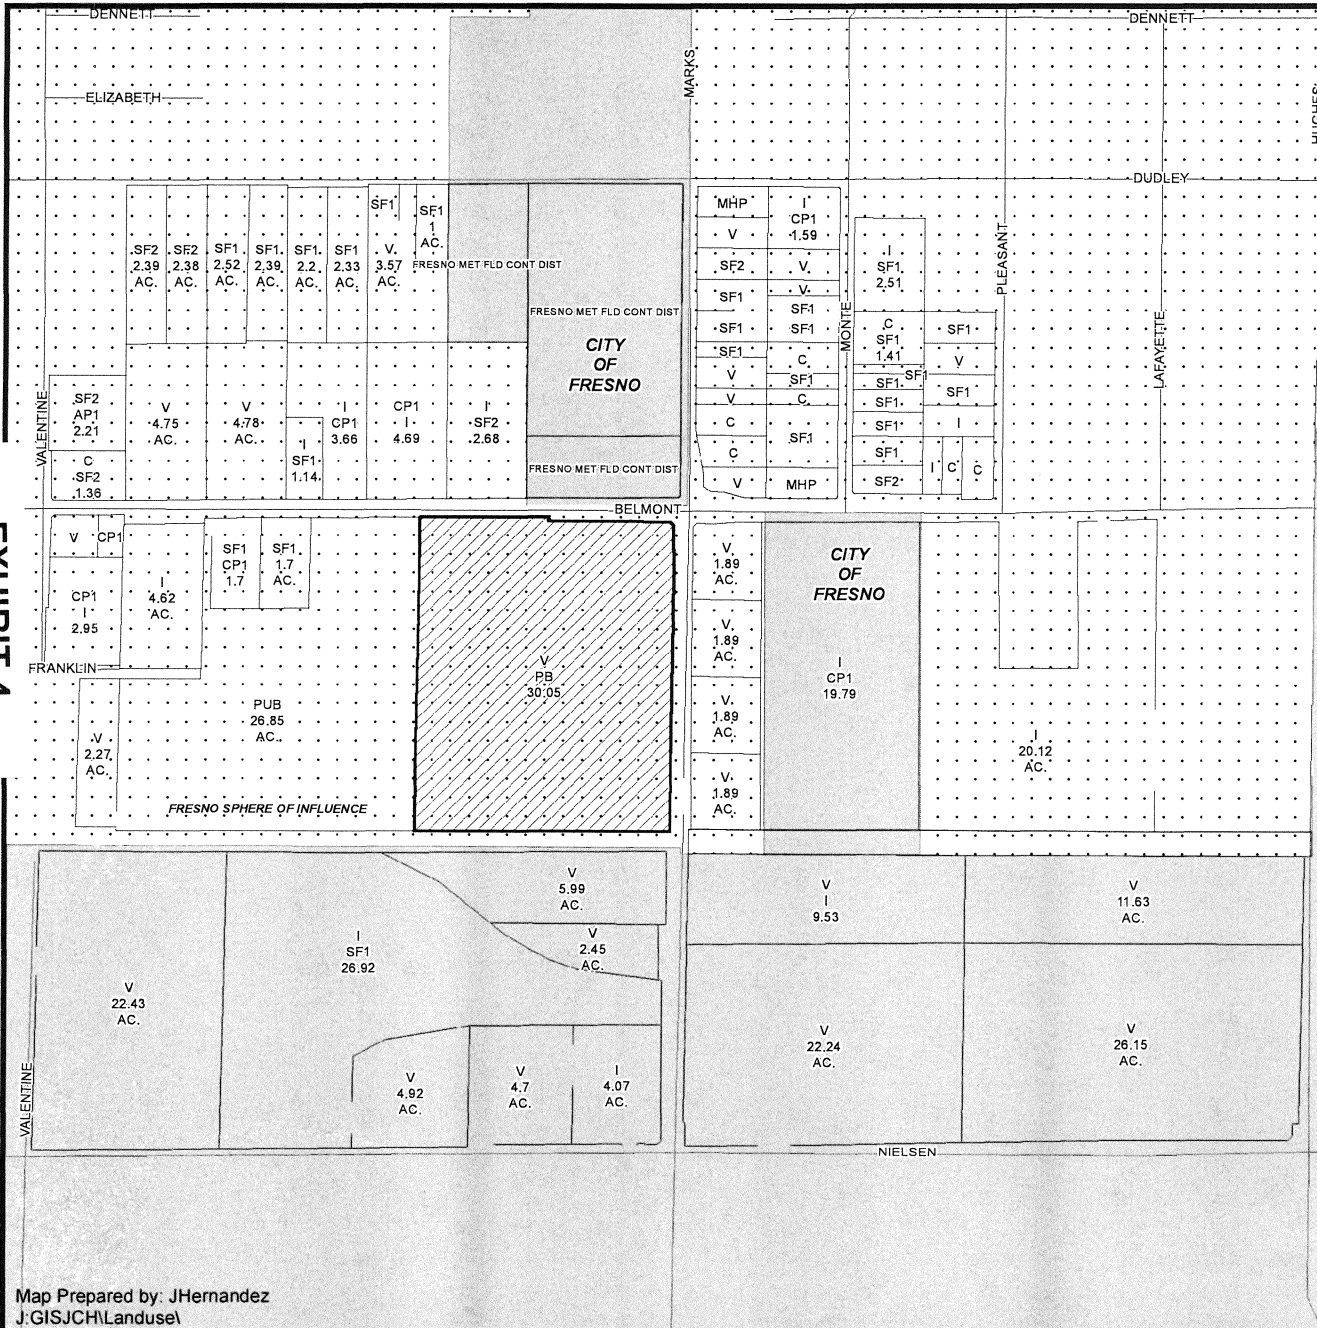 DENNETT
DENNETT
MARKS
HUGHES
ELIZABETH
DUDLEY
SF2
2.39
AC.
SF2
2.38
AC.
SF1
2.52
AC.
SF1
2.39
AC.
SF1
2.2
AC.
SF1
2.33
AC.
SF1
V
3.57
AC.
SF1
1
AC.
FRESNO MET FLD CONT DIST
FRESNO MET FLD CONT DIST
CITY
OF
FRESNO
FRESNO MET FLD CONT DIST
VALENTINE
SF2
AP1
2.21
C
SF2
1.36
V
4.75
AC.
V
4.78
AC.
I
SF1
1.14
I
CP1
3.66
CP1
I
4.69
I
SF2
2.68
MHP
V
SF2
SF1
SF1
SF1
V
V
C
C
V
I
CP1
1.59
V
V
SF1
SF1
C
SF1
C
SF1
MHP
MONTE
I
SF1
2.51
C
SF1
1.41
SF1
SF1
SF1
SF1
SF1
SF2
SF1
V
SF1
I
I
C
C
PLEASANT
LAFAYETTE
BELMONT
V
CP1
CP1
I
2.95
I
4.62
AC.
SF1
CP1
1.7
SF1
1.7
AC.
FRANKLIN
V
2.27
AC.
PUB
26.85
AC.
FRESNO SPHERE OF INFLUENCE
V
PB
30.05
V
1.89
AC.
V
1.89
AC.
V
1.89
AC.
V
1.89
AC.
CITY
OF
FRESNO
I
CP1
19.79
I
20.12
AC.
V
22.43
AC.
I
SF1
26.92
V
5.99
AC.
V
2.45
AC.
V
4.92
AC.
V
4.7
AC.
I
4.07
AC.
V
I
9.53
V
11.63
AC.
V
22.24
AC.
V
26.15
AC.
VALENTINE
NIELSEN
Map Prepared by: JHernandez
J:GISJCH\Landuse\